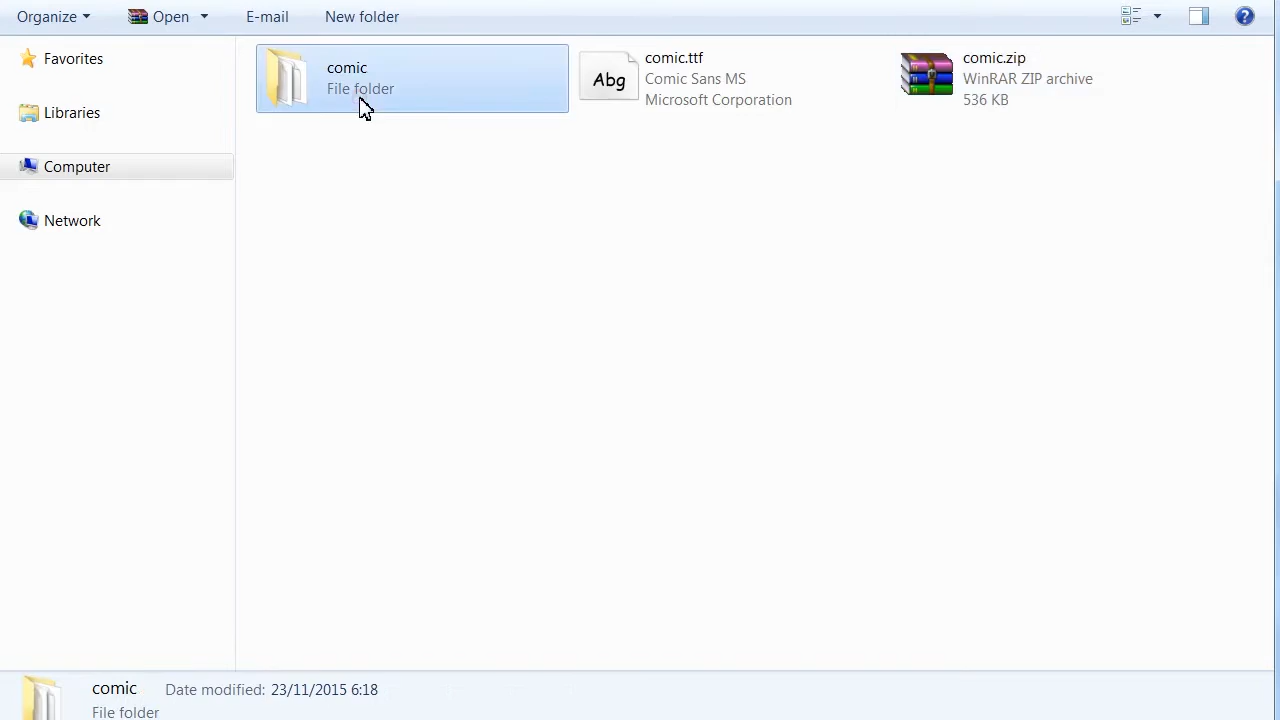 Organize Open E-mail New folder
Favorites
Libraries
Computer
Network
comic
File folder
Abg
comic.ttf
Comic Sans MS
Microsoft Corporation
comic.zip
WinRAR ZIP archive
536 KB
comic Date modified: 23/11/2015 6:18
File folder